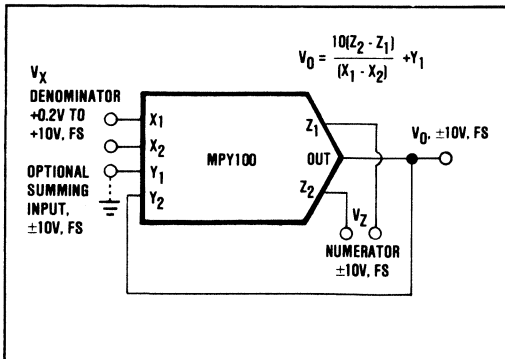 V₀ = 10(Z₂ - Z₁) / (X₁ - X₂) + Y₁
Vₓ
DENOMINATOR
+0.2V TO
+10V, FS
X₁
X₂
Y₁
Y₂
OPTIONAL
SUMMING
INPUT,
±10V, FS
MPY100
Z₁
OUT
Z₂
V₀, ±10V, FS
V_Z
NUMERATOR
±10V, FS